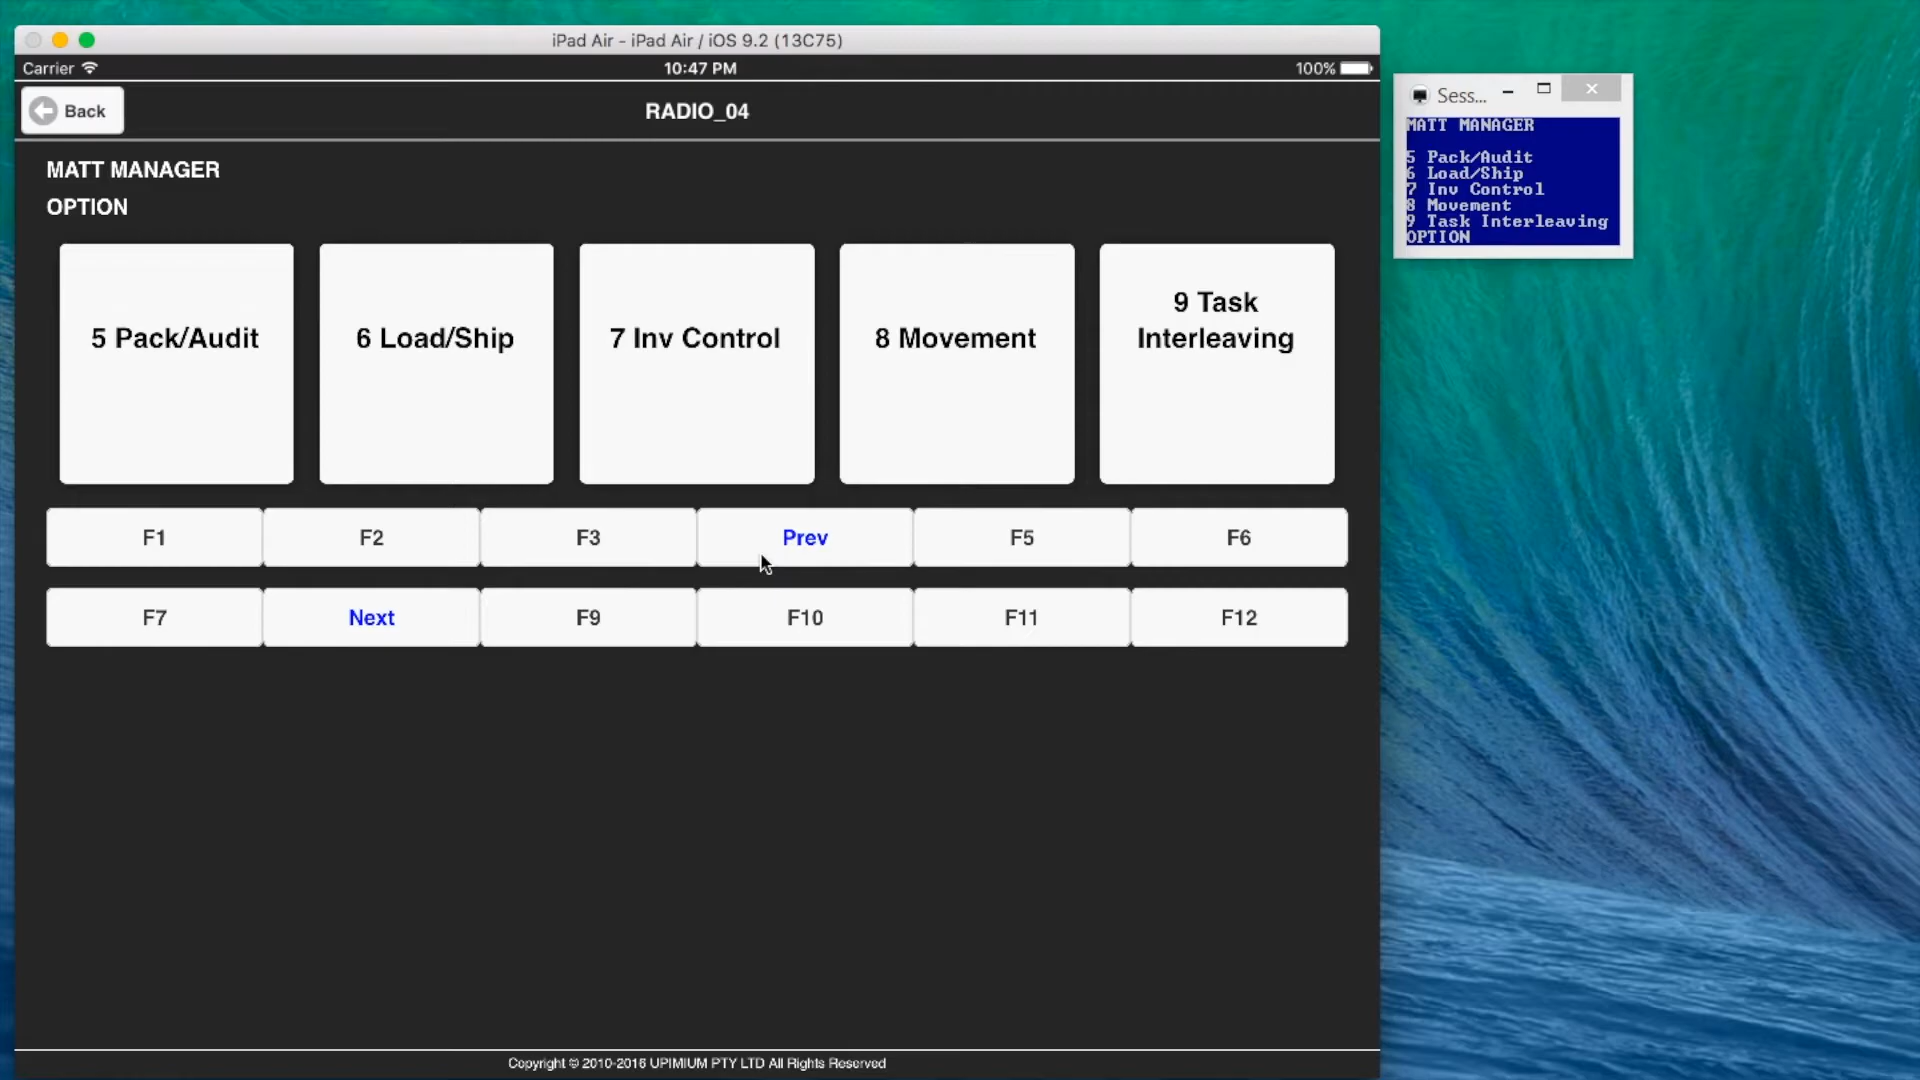 iPad Air - iPad Air / iOS 9.2 (13C75)
Carrier 10:47 PM 100%
Back RADIO_04
MATT MANAGER
OPTION
5 Pack/Audit
6 Load/Ship
7 Inv Control
8 Movement
9 Task
Interleaving
F1 F2 F3 Prev F5 F6
F7 Next F9 F10 F11 F12
Copyright © 2010-2016 UPIMIUM PTY LTD All Rights Reserved
Sess...
MATT MANAGER
5 Pack/Audit
6 Load/Ship
7 Inv Control
8 Movement
9 Task Interleaving
OPTION